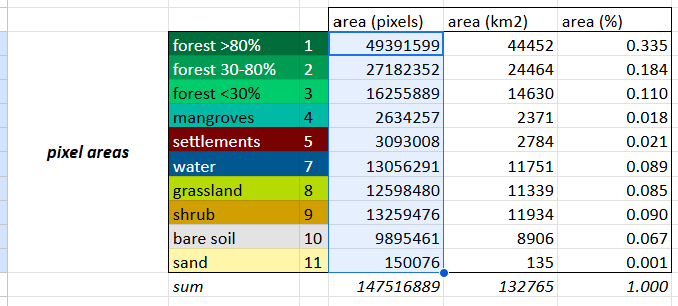 area (pixels) area (km2) area (%)
forest >80% 1 49391599 44452 0.335
forest 30-80% 2 27182352 24464 0.184
forest <30% 3 16255889 14630 0.110
mangroves 4 2634257 2371 0.018
settlements 5 3093008 2784 0.021
pixel areas
water 7 13056291 11751 0.089
grassland 8 12598480 11339 0.085
shrub 9 13259476 11934 0.090
bare soil 10 9895461 8906 0.067
sand 11 150076 135 0.001
sum 147516889 132765 1.000